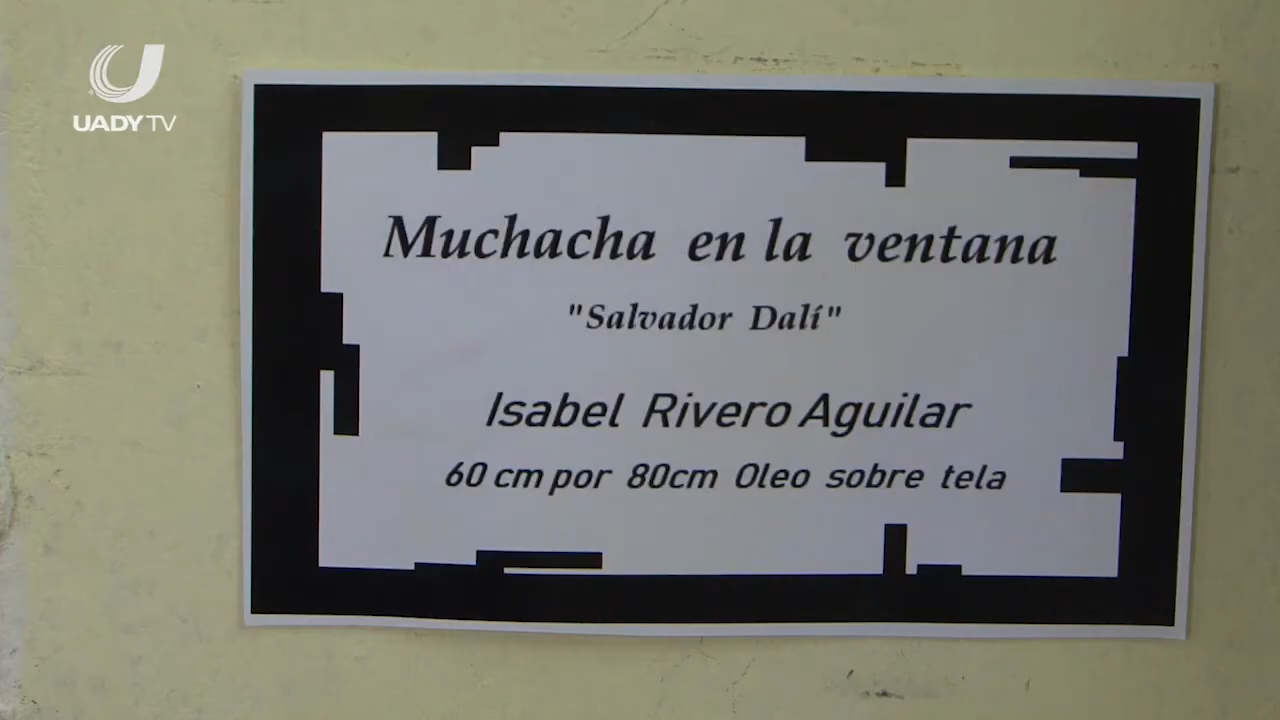 UADY TV
Muchacha en la ventana
"Salvador Dalí"
Isabel Rivero Aguilar
60 cm por 80cm Oleo sobre tela